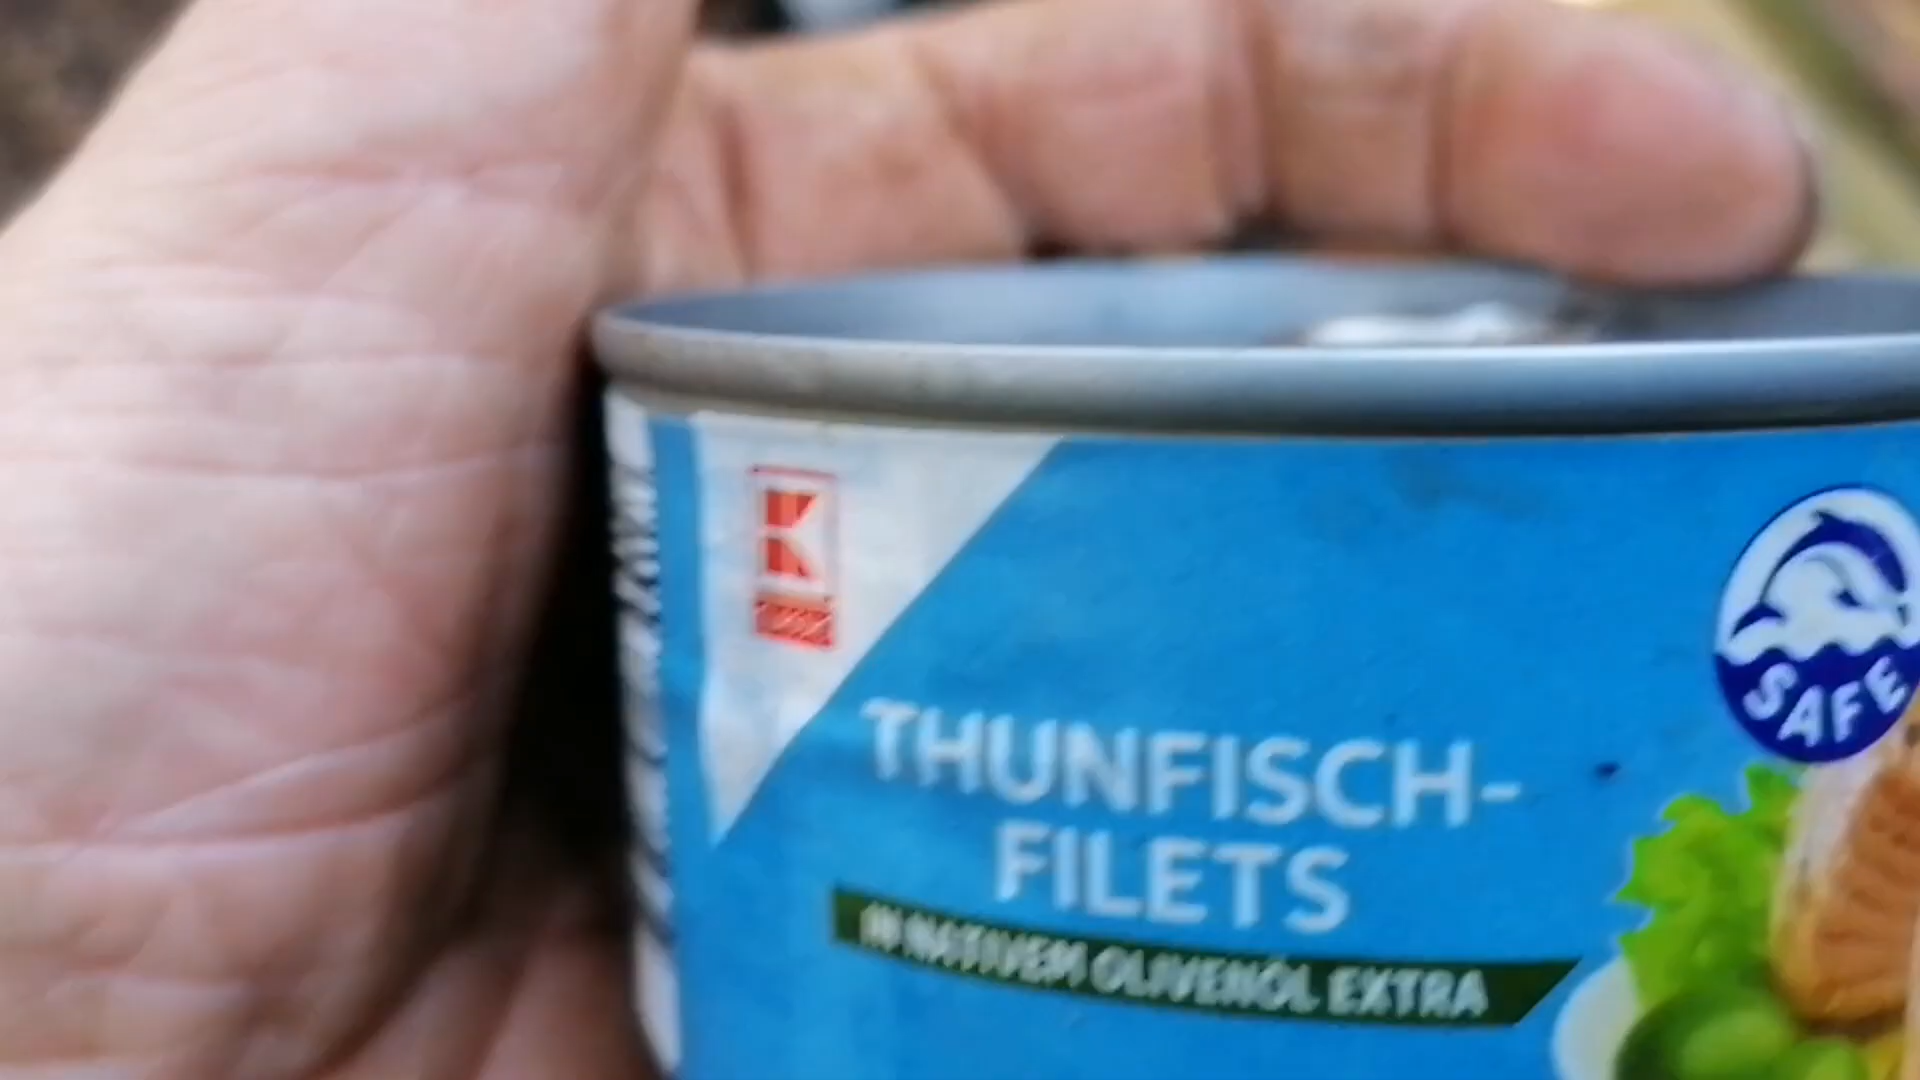 K
THUNFISCH-
FILETS
IN NATIVEM OLIVENÖL EXTRA
SAFE